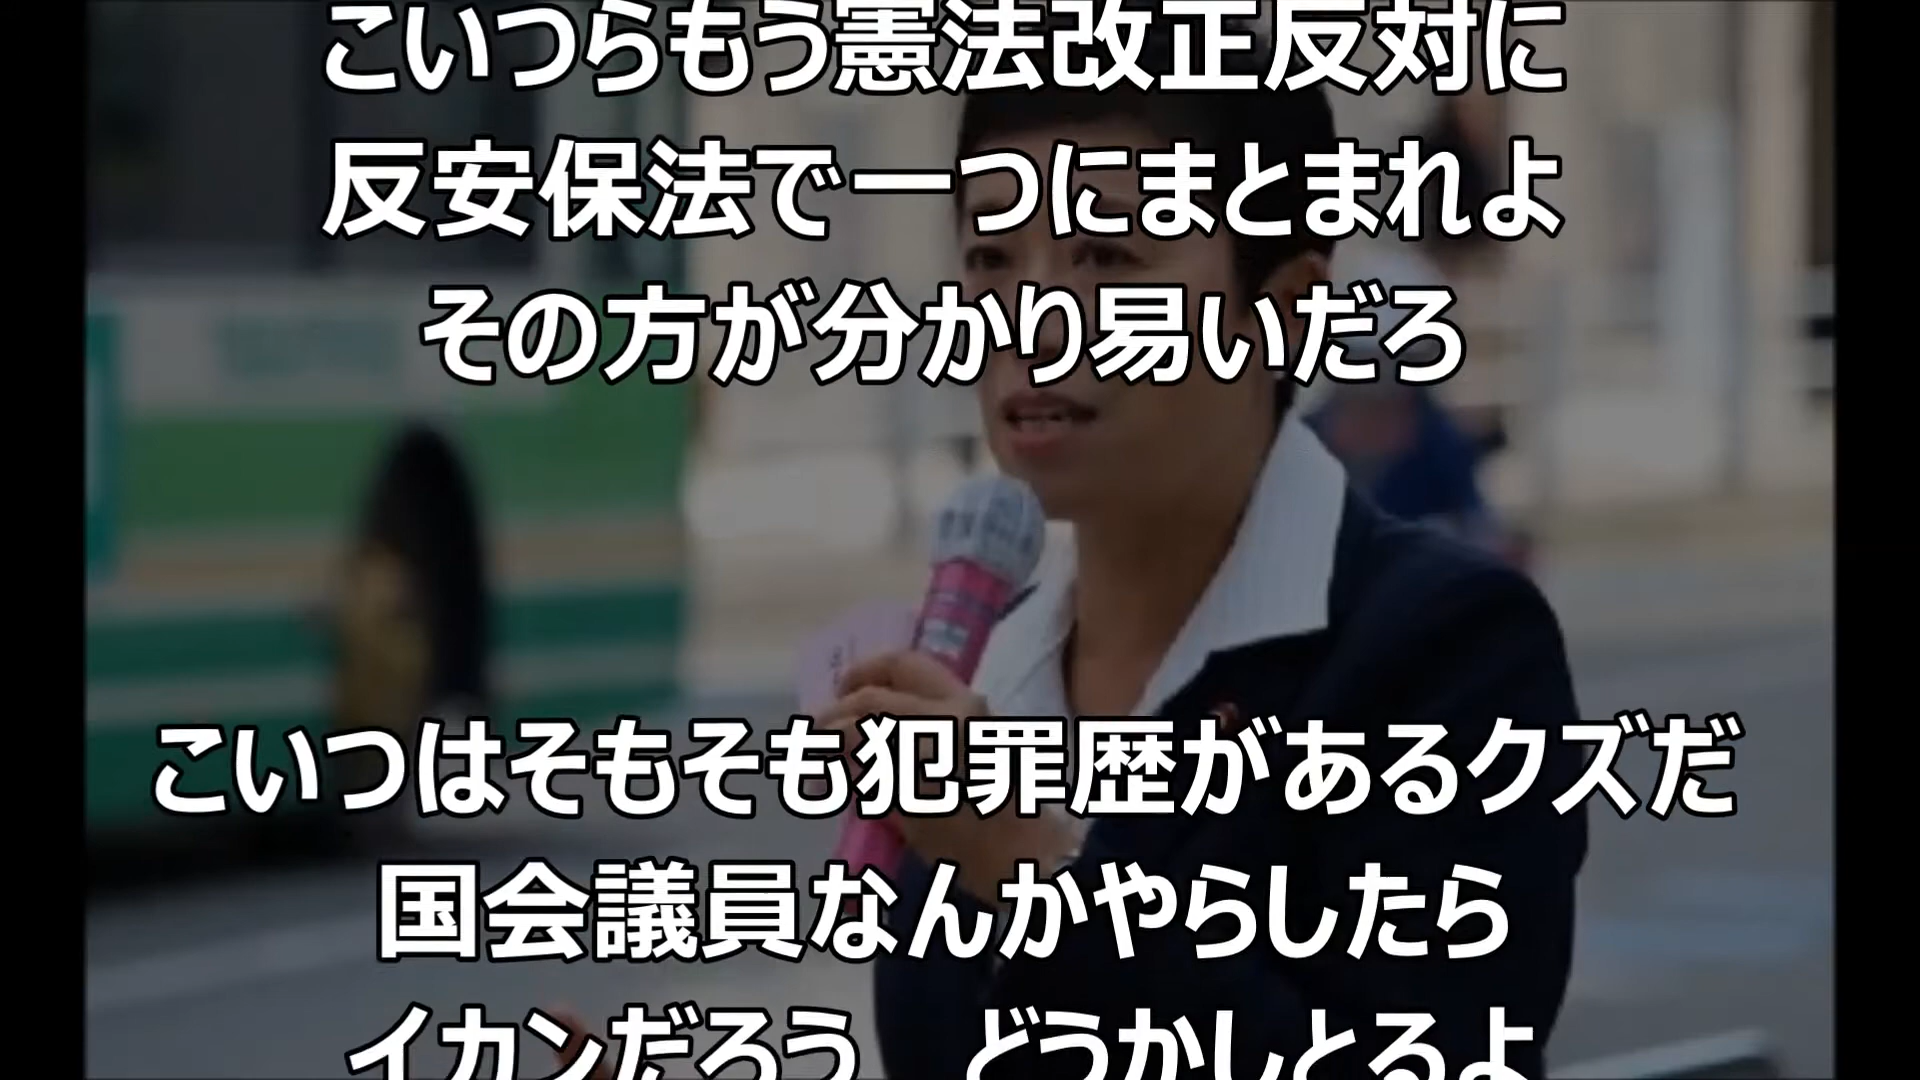 こいつらもう憲法改正反対に
反安保法で一つにまとまれよ
その方が分かり易いだろ
こいつはそもそも犯罪歴があるクズだ
国会議員なんかやらしたら
イカンだろう　どうかしとるよ